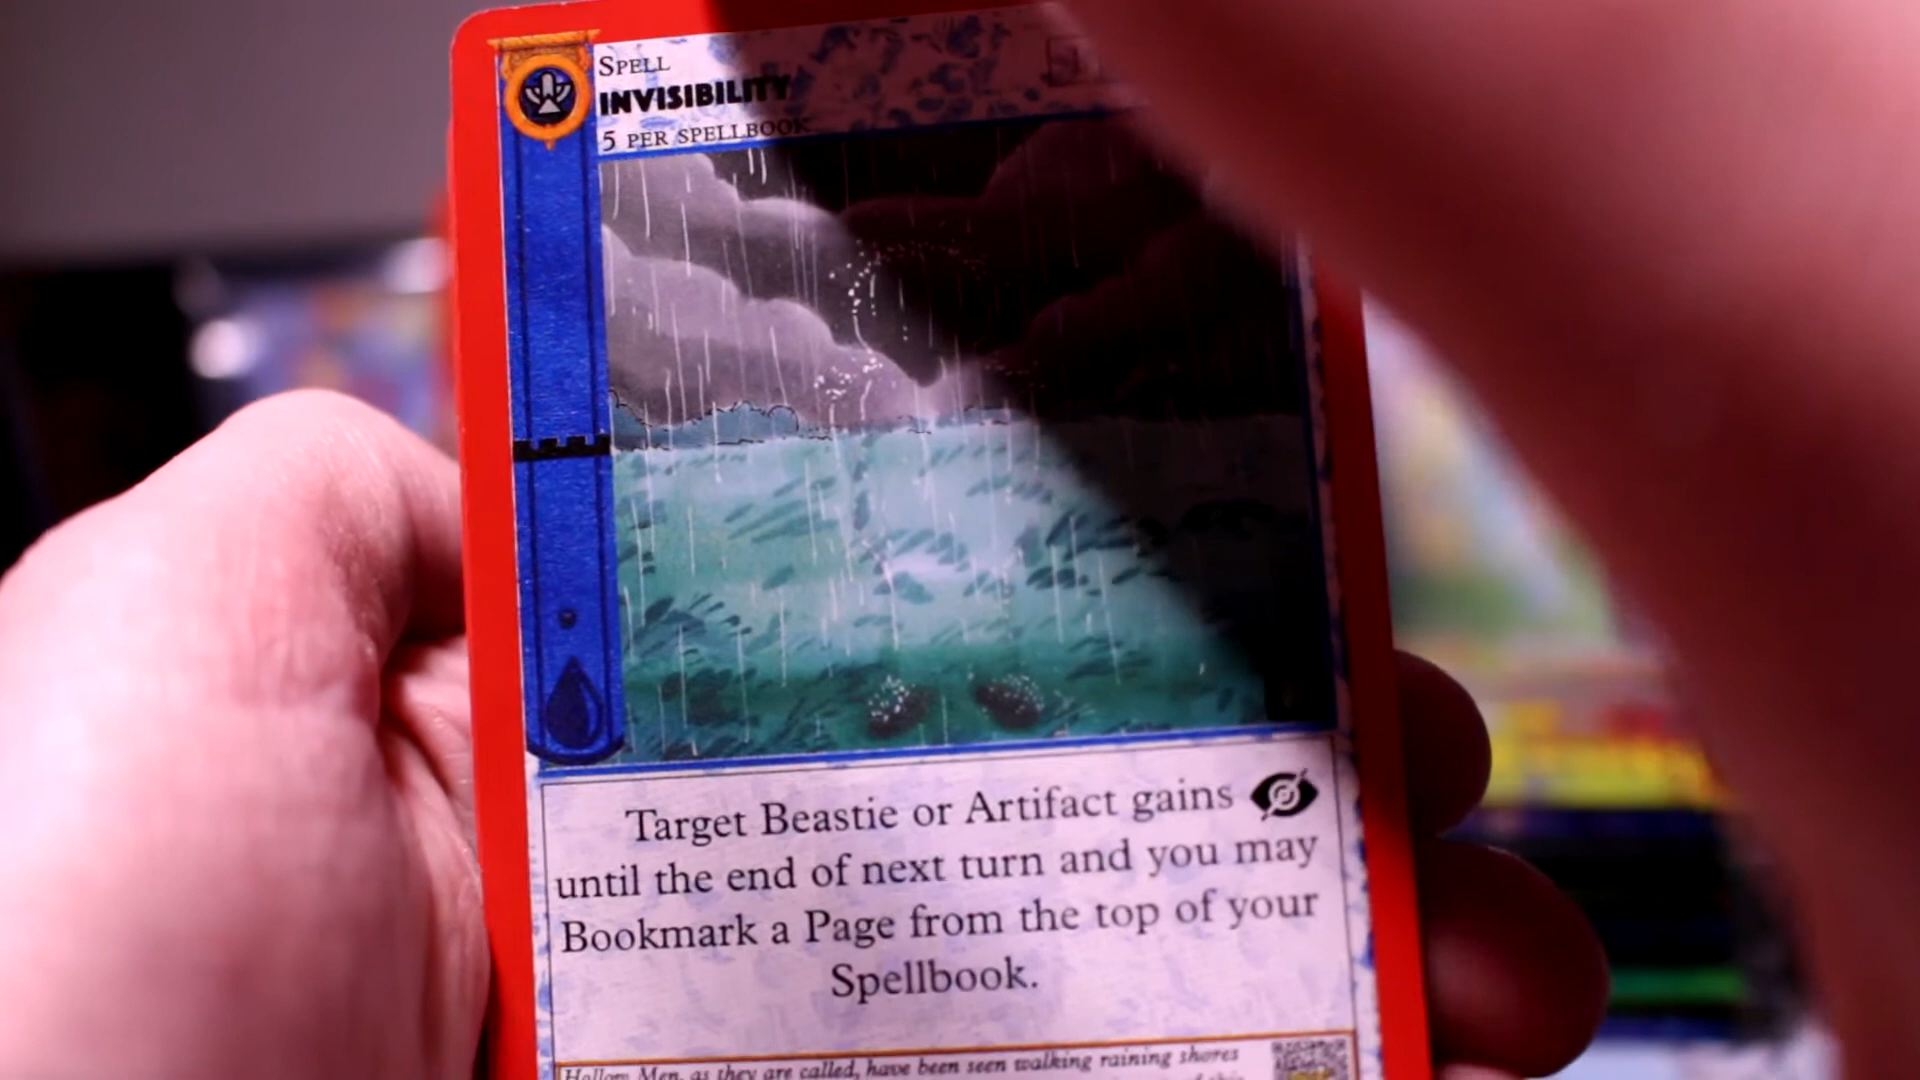 SPELL
INVISIBILITY
5 PER SPELLBOOK
Target Beastie or Artifact gains
until the end of next turn and you may
Bookmark a Page from the top of your
Spellbook.
Hollow Men, as they are called, have been seen walking raining shores